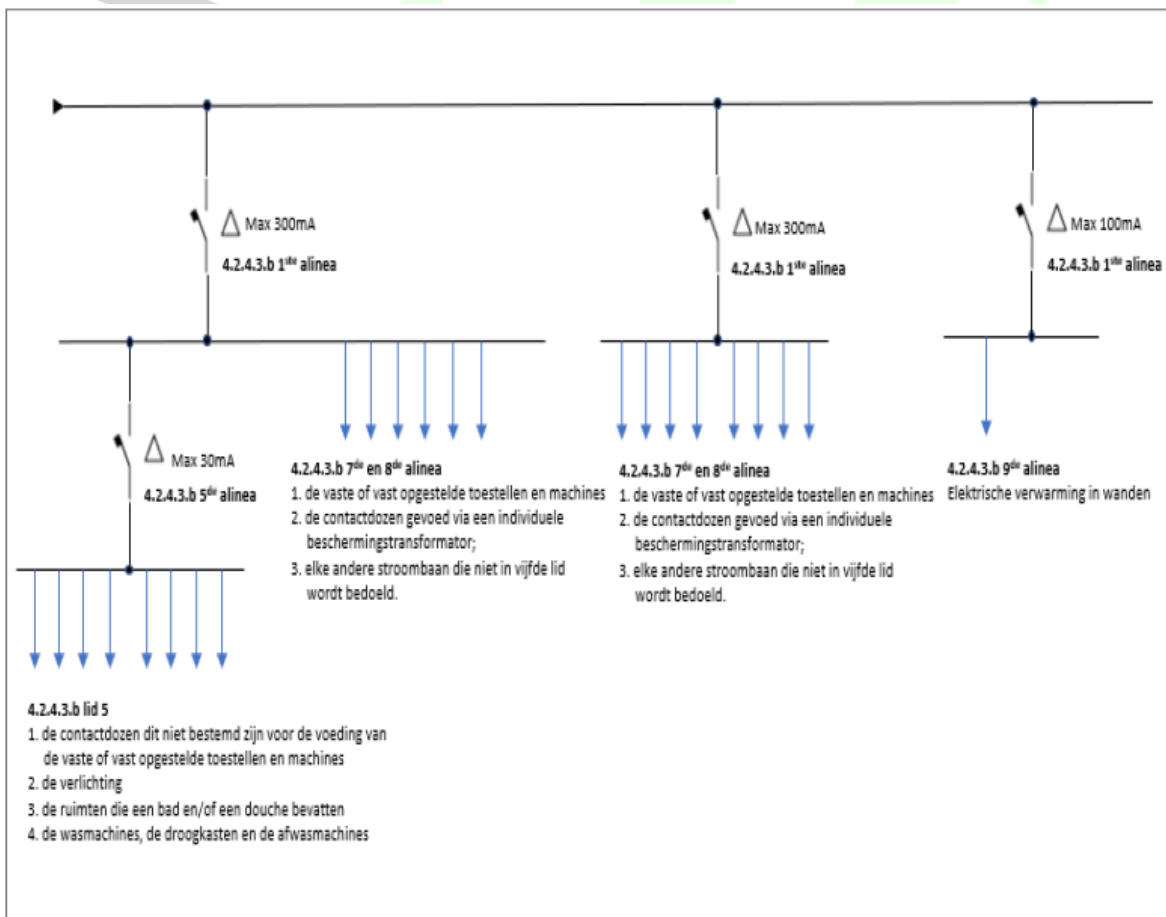 Max 300mA
4.2.4.3.b 1ste alinea
Max 300mA
4.2.4.3.b 1ste alinea
Max 100mA
4.2.4.3.b 1ste alinea
Max 30mA
4.2.4.3.b 5de alinea
4.2.4.3.b 7de en 8de alinea
1. de vaste of vast opgestelde toestellen en machines
2. de contactdozen gevoed via een individuele
beschermingstransformator;
3. elke andere stroombaan die niet in vijfde lid
wordt bedoeld.
4.2.4.3.b 7de en 8de alinea
1. de vaste of vast opgestelde toestellen en machines
2. de contactdozen gevoed via een individuele
beschermingstransformator;
3. elke andere stroombaan die niet in vijfde lid
wordt bedoeld.
4.2.4.3.b 9de alinea
Elektrische verwarming in wanden
4.2.4.3.b lid 5
1. de contactdozen dit niet bestemd zijn voor de voeding van
de vaste of vast opgestelde toestellen en machines
2. de verlichting
3. de ruimten die een bad en/of een douche bevatten
4. de wasmachines, de droogkasten en de afwasmachines